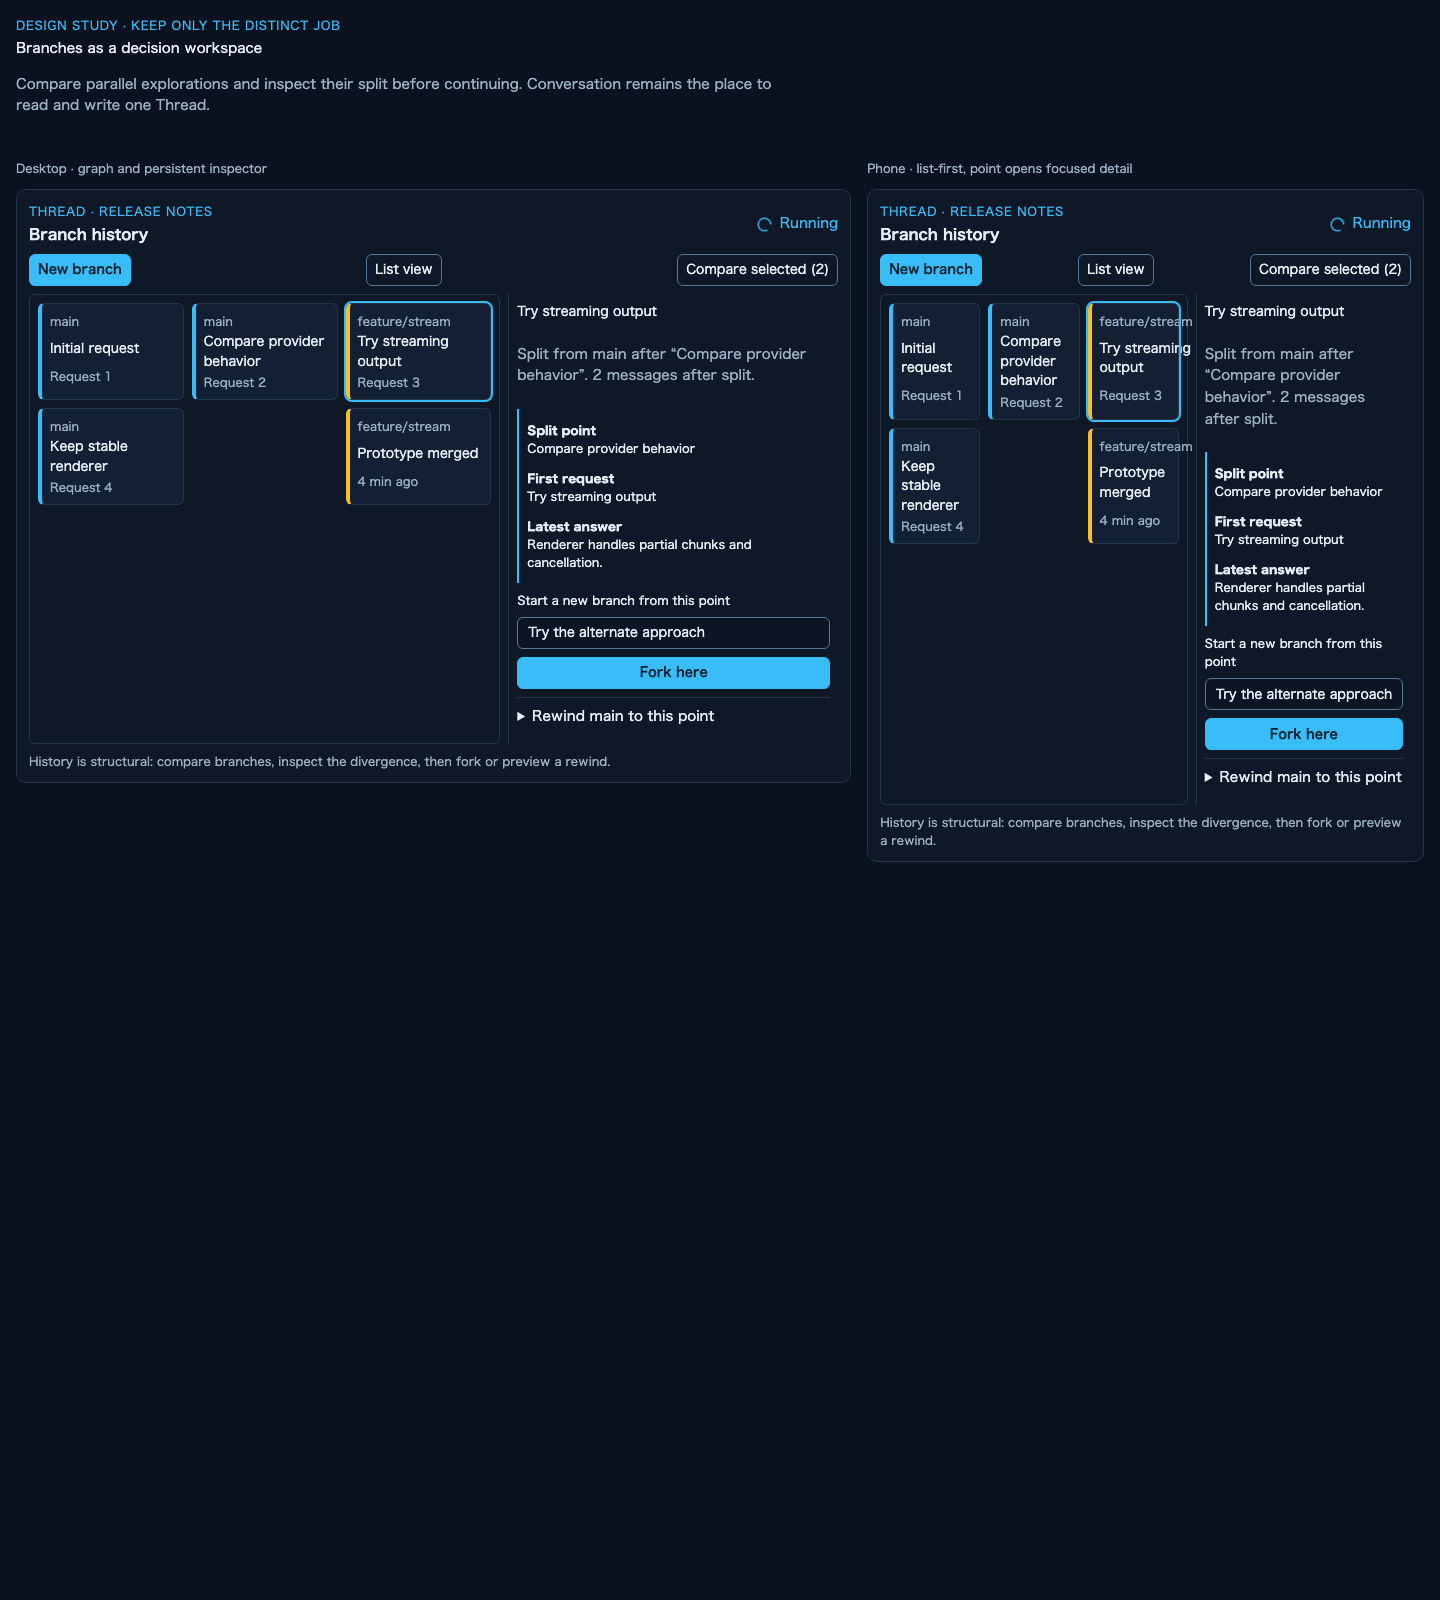 DESIGN STUDY · KEEP ONLY THE DISTINCT JOB
Branches as a decision workspace
Compare parallel explorations and inspect their split before continuing. Conversation remains the place to
read and write one Thread.
Desktop · graph and persistent inspector
THREAD · RELEASE NOTES
Branch history
Running
New branch
List view
Compare selected (2)
main
Initial request
Request 1
main
Compare provider
behavior
Request 2
feature/stream
Try streaming
output
Request 3
main
Keep stable
renderer
Request 4
feature/stream
Prototype merged
4 min ago
Try streaming output
Split from main after “Compare provider
behavior”. 2 messages after split.
Split point
Compare provider behavior
First request
Try streaming output
Latest answer
Renderer handles partial chunks and
cancellation.
Start a new branch from this point
Try the alternate approach
Fork here
Rewind main to this point
History is structural: compare branches, inspect the divergence, then fork or preview a rewind.
Phone · list-first, point opens focused detail
THREAD · RELEASE NOTES
Branch history
Running
New branch
List view
Compare selected (2)
main
Initial
request
Request 1
main
Compare
provider
behavior
Request 2
feature/stream
Try streaming
output
Request 3
main
Keep
stable
renderer
Request 4
feature/stream
Prototype
merged
4 min ago
Try streaming output
Split from main after
“Compare provider
behavior”. 2 messages
after split.
Split point
Compare provider behavior
First request
Try streaming output
Latest answer
Renderer handles partial
chunks and cancellation.
Start a new branch from this
point
Try the alternate approach
Fork here
Rewind main to this point
History is structural: compare branches, inspect the divergence, then fork or preview
a rewind.